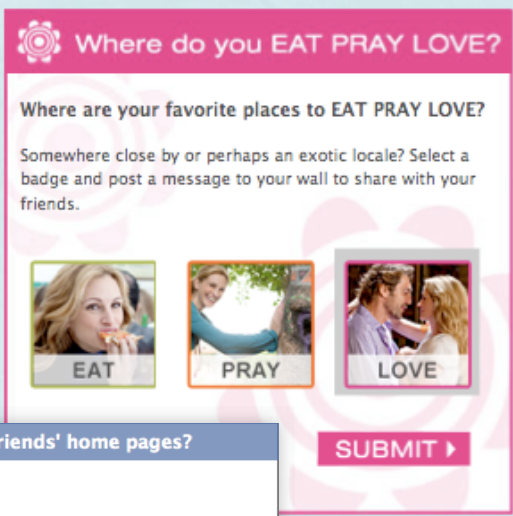 Where do you EAT PRAY LOVE?
Where are your favorite places to EAT PRAY LOVE?
Somewhere close by or perhaps an exotic locale? Select a
badge and post a message to your wall to share with your
friends.
EAT
PRAY
LOVE
riends' home pages?
SUBMIT